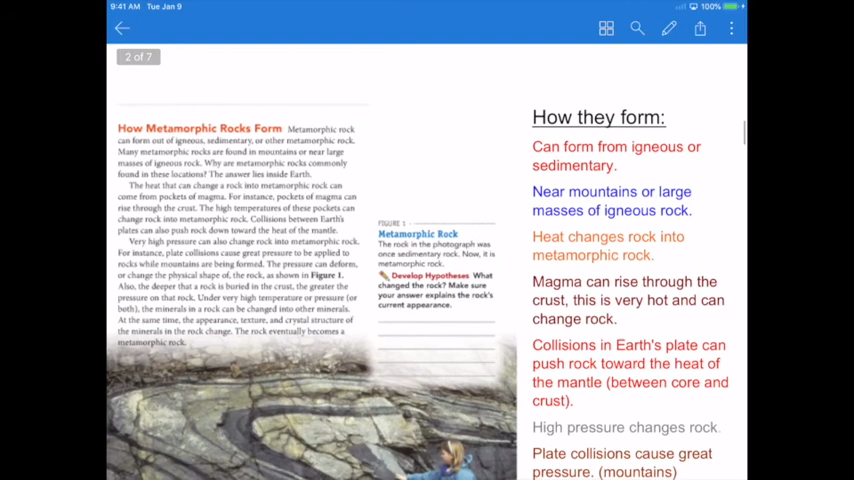 9:41 AM Tue Jan 9
100%
2 of 7
How Metamorphic Rocks Form Metamorphic rock
can form out of igneous, sedimentary, or other metamorphic rock.
Many metamorphic rocks are found in mountains or near large
masses of igneous rock. Why are metamorphic rocks commonly
found in these locations? The answer lies inside Earth.
The heat that can change a rock into metamorphic rock can
come from pockets of magma. For instance, pockets of magma can
rise through the crust. The high temperatures of these pockets can
change rock into metamorphic rock. Collisions between Earth's
plates can also push rock down toward the heat of the mantle.
Very high pressure can also change rock into metamorphic rock.
For instance, plate collisions cause great pressure to be applied to
rocks while mountains are being formed. The pressure can deform,
or change the physical shape of, the rock, as shown in Figure 1.
Also, the deeper that a rock is buried in the crust, the greater the
pressure on that rock. Under very high temperature or pressure (or
both), the minerals in a rock can be changed into other minerals.
At the same time, the appearance, texture, and crystal structure of
the minerals in the rock change. The rock eventually becomes a
metamorphic rock.
FIGURE 1
Metamorphic Rock
The rock in the photograph was
once sedimentary rock. Now, it is
metamorphic rock.
Develop Hypotheses What
changed the rock? Make sure
your answer explains the rock's
current appearance.
How they form:
Can form from igneous or
sedimentary.
Near mountains or large
masses of igneous rock.
Heat changes rock into
metamorphic rock.
Magma can rise through the
crust, this is very hot and can
change rock.
Collisions in Earth's plate can
push rock toward the heat of
the mantle (between core and
crust).
High pressure changes rock.
Plate collisions cause great
pressure. (mountains)